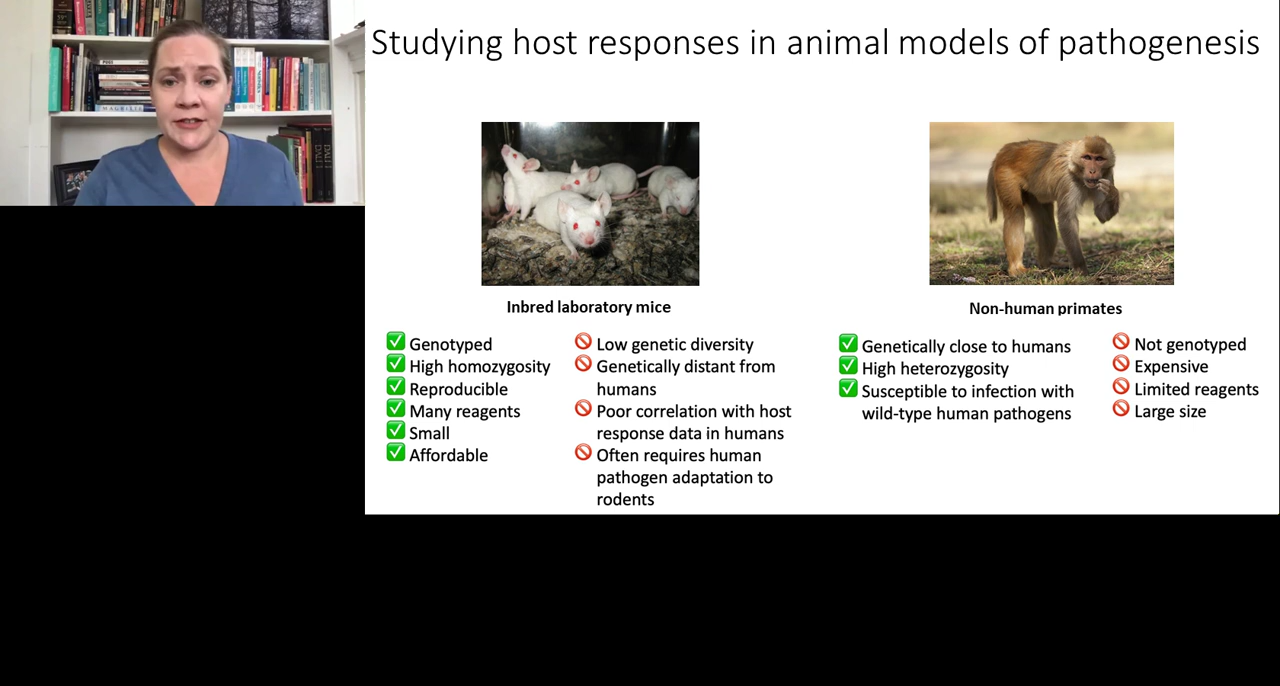 Studying host responses in animal models of pathogenesis
Inbred laboratory mice
Genotyped
High homozygosity
Reproducible
Many reagents
Small
Affordable
Low genetic diversity
Genetically distant from
humans
Poor correlation with host
response data in humans
Often requires human
pathogen adaptation to
rodents
Non-human primates
Genetically close to humans
High heterozygosity
Susceptible to infection with
wild-type human pathogens
Not genotyped
Expensive
Limited reagents
Large size